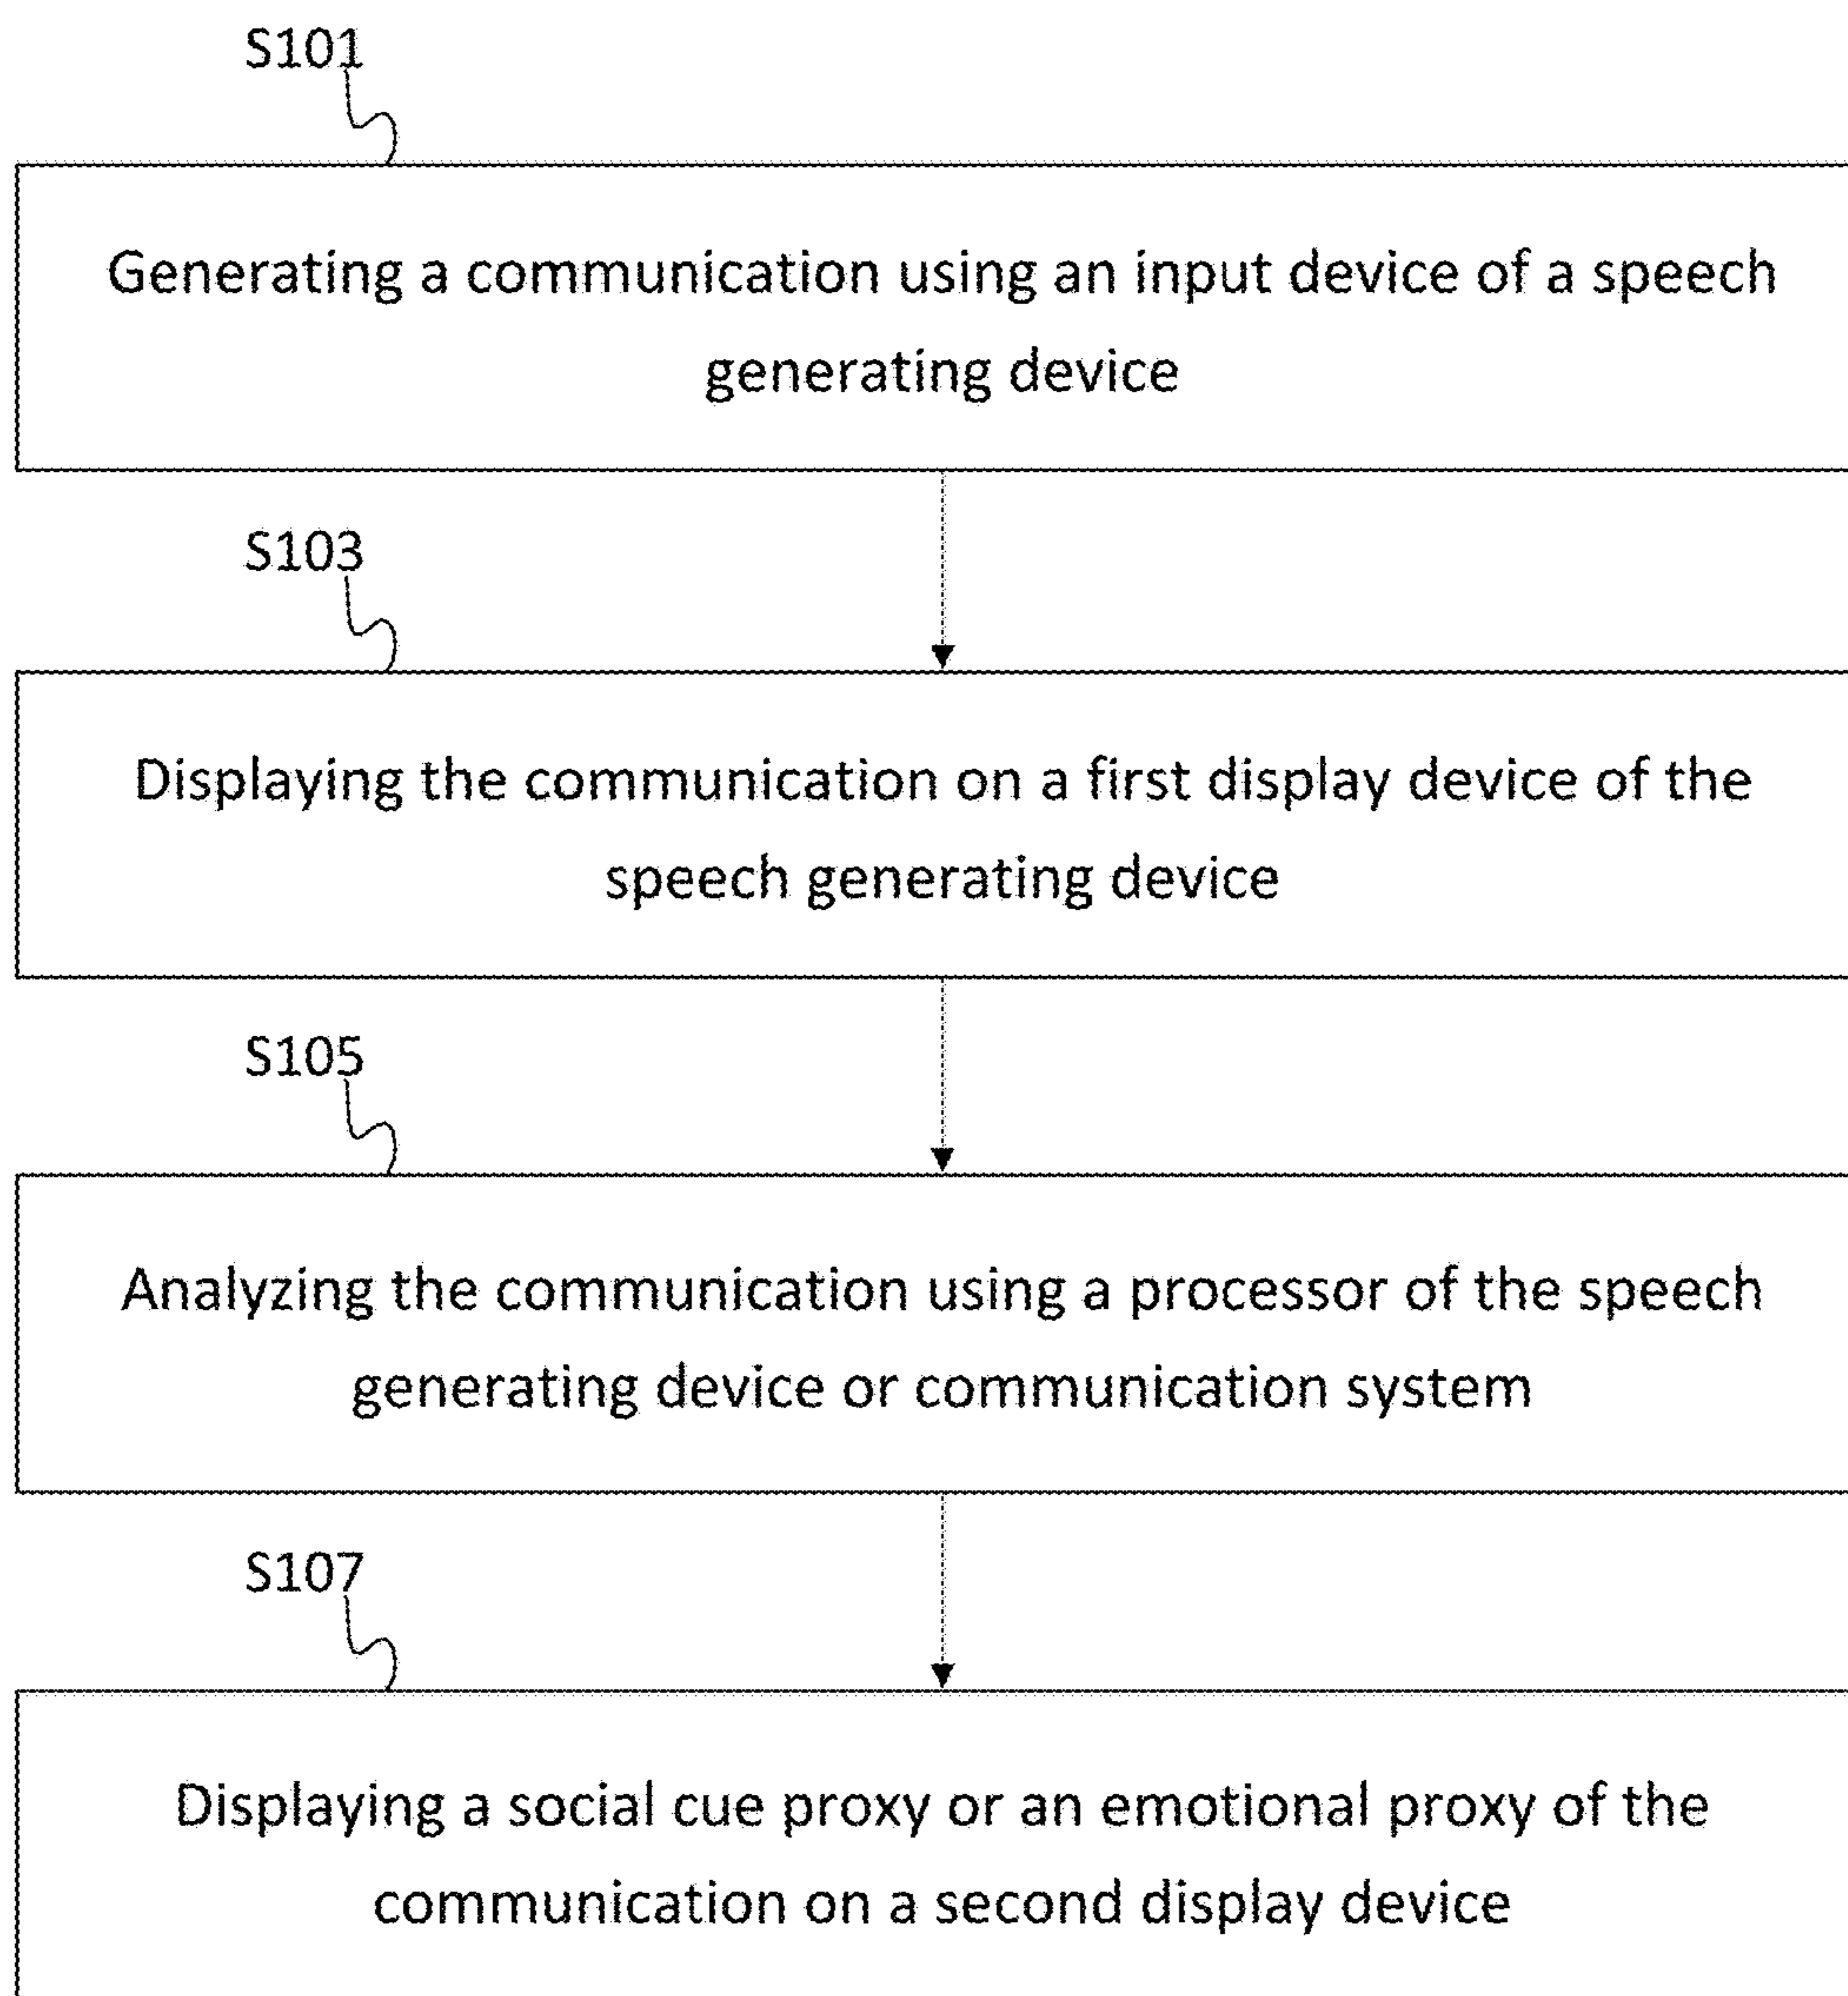 S101
Generating a communication using an input device of a speech
generating device
S103
Displaying the communication on a first display device of the
speech generating device
S105
Analyzing the communication using a processor of the speech
generating device or communication system
S107
Displaying a social cue proxy or an emotional proxy of the
communication on a second display device